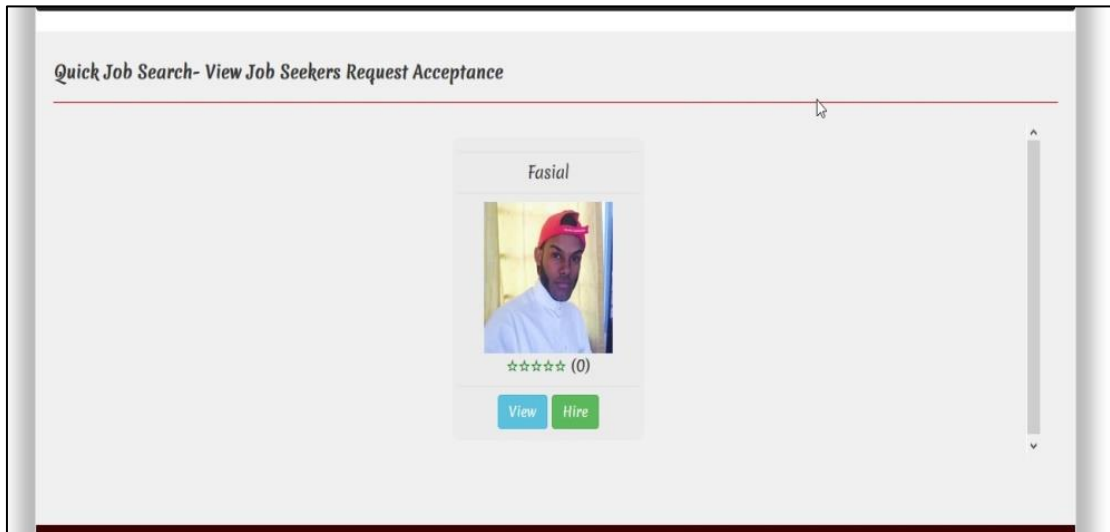 Quick Job Search- View Job Seekers Request Acceptance
Fasial
☆☆☆☆☆ (0)
View Hire